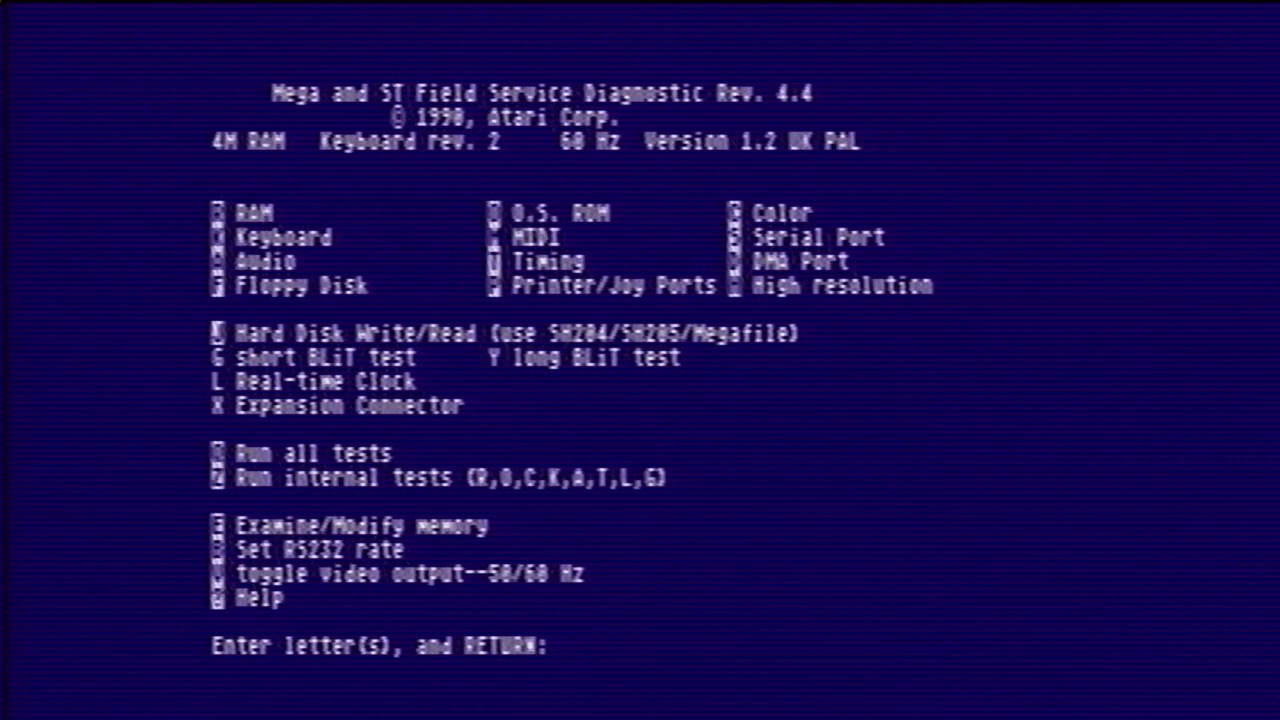 Mega and ST Field Service Diagnostic Rev. 4.4
© 1990, Atari Corp.
4M RAM Keyboard rev. 2 60 Hz Version 1.2 UK PAL
RAM O.S. ROM Color
Keyboard MIDI Serial Port
Audio Timing DMA Port
F Floppy Disk P Printer/Joy Ports High resolution
Hard Disk Write/Read (use SH204/SH205/Megafile)
G short BLiT test Y long BLiT test
L Real-time Clock
X Expansion Connector
Run all tests
Z Run internal tests (R,O,C,K,A,T,L,G)
E Examine/Modify memory
Set RS232 rate
toggle video output--50/60 Hz
? Help
Enter letter(s), and RETURN: